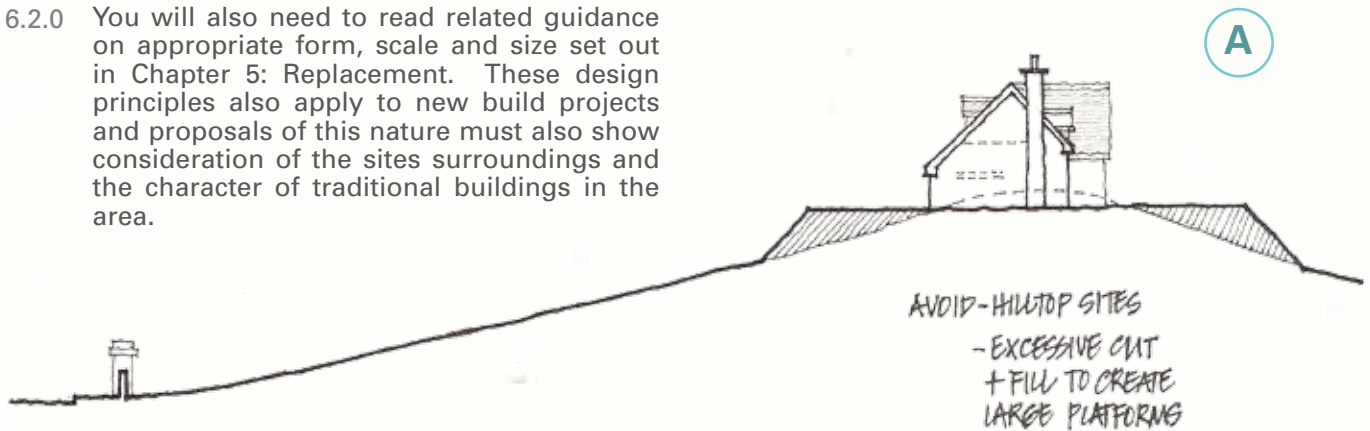 6.2.0 You will also need to read related guidance
on appropriate form, scale and size set out
in Chapter 5: Replacement. These design
principles also apply to new build projects
and proposals of this nature must also show
consideration of the sites surroundings and
the character of traditional buildings in the
area.
A
AVOID-HILLTOP SITES
-EXCESSIVE CUT
+ FILL TO CREATE
LARGE PLATFORMS